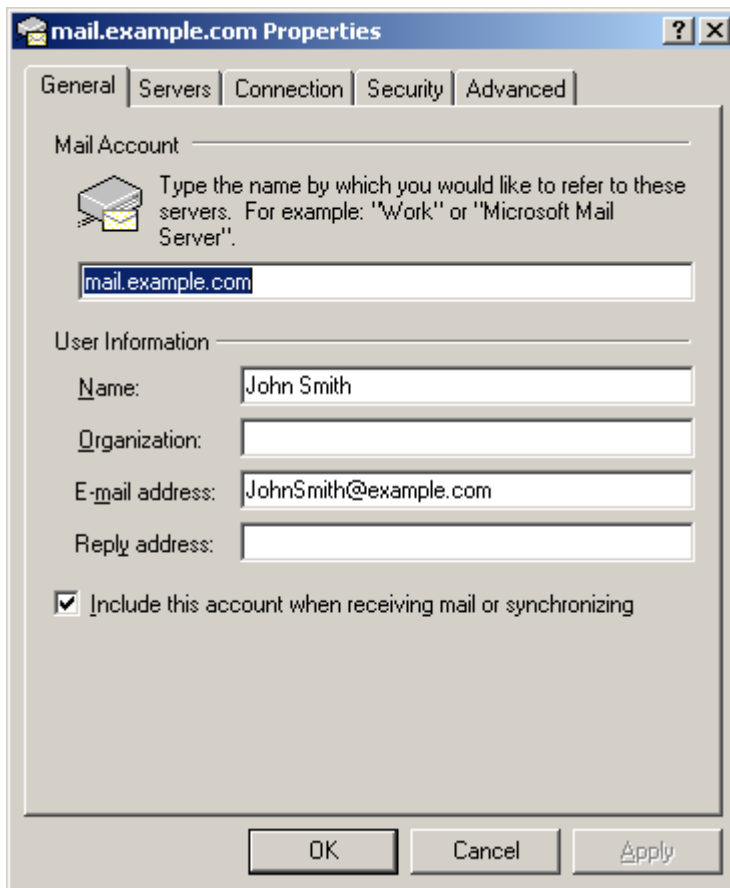 mail.example.com Properties
General Servers Connection Security Advanced
Mail Account
Type the name by which you would like to refer to these
servers. For example: "Work" or "Microsoft Mail
Server".
mail.example.com
User Information
Name: John Smith
Organization:
E-mail address: JohnSmith@example.com
Reply address:
Include this account when receiving mail or synchronizing
OK Cancel Apply